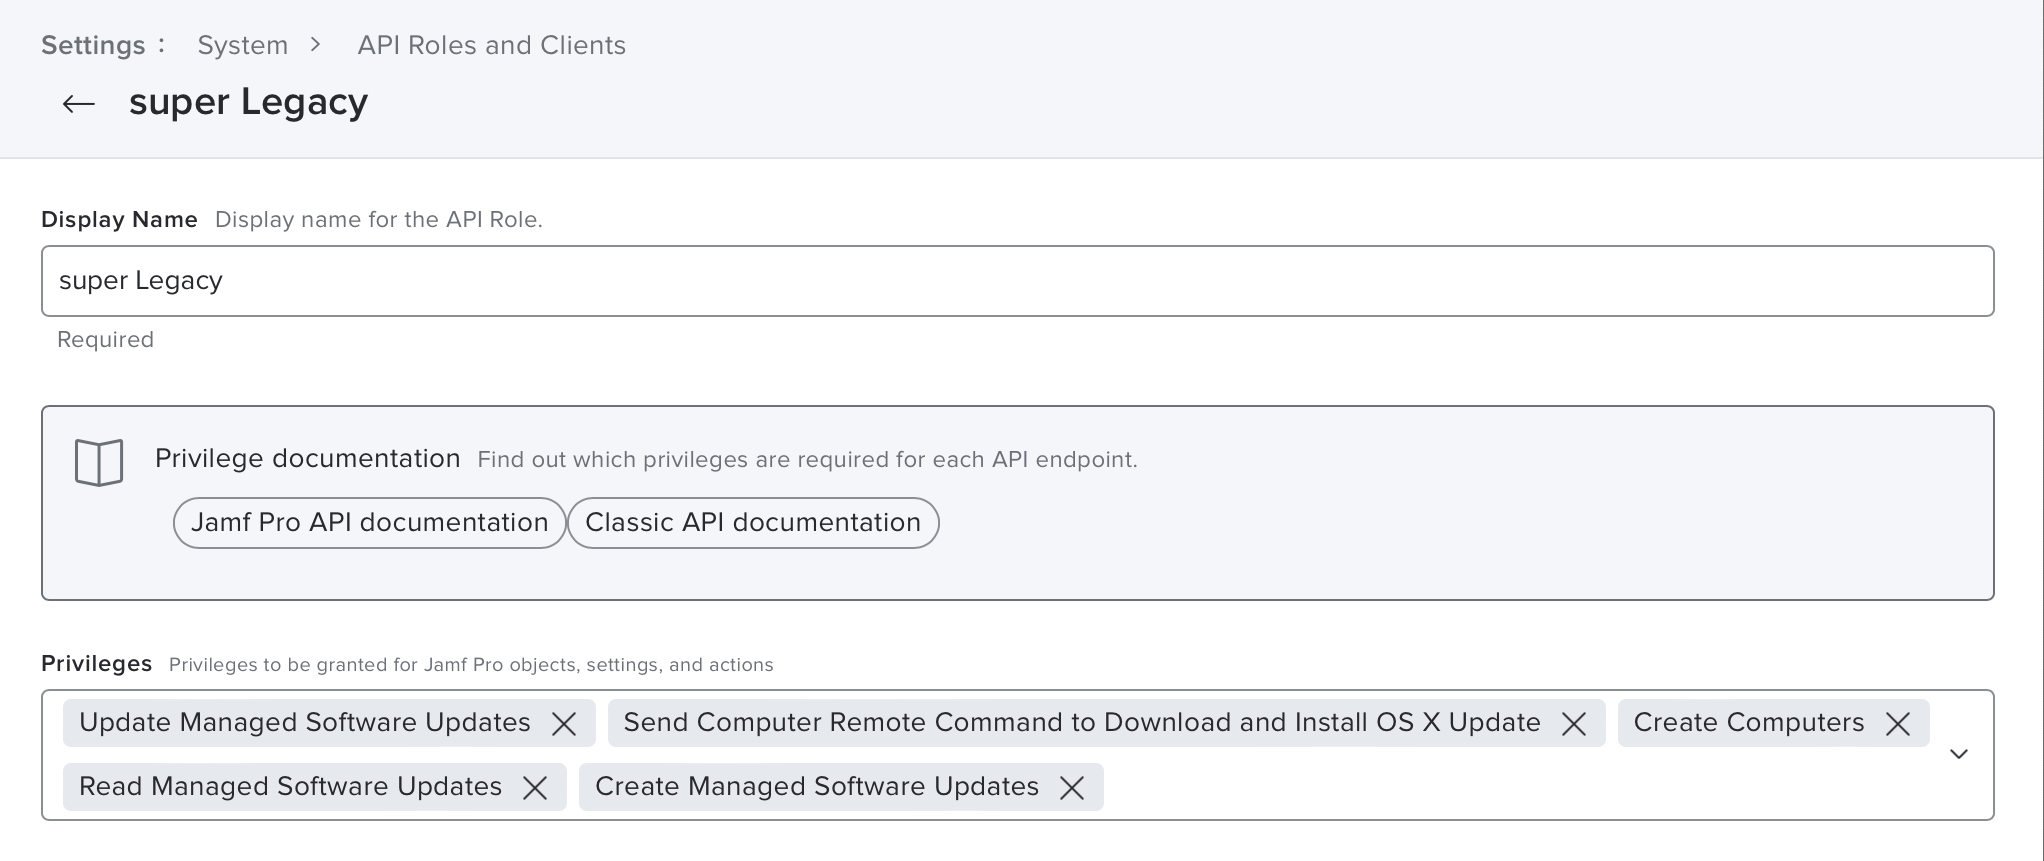 Settings : System > API Roles and Clients
← super Legacy
Display Name Display name for the API Role.
super Legacy
Required
Privilege documentation Find out which privileges are required for each API endpoint.
Jamf Pro API documentation Classic API documentation
Privileges Privileges to be granted for Jamf Pro objects, settings, and actions
Update Managed Software Updates Send Computer Remote Command to Download and Install OS X Update Create Computers
Read Managed Software Updates Create Managed Software Updates